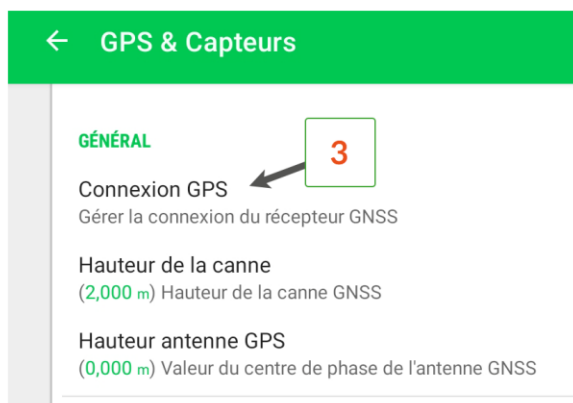 GPS & Capteurs
GÉNÉRAL
3
Connexion GPS
Gérer la connexion du récepteur GNSS
Hauteur de la canne
(2,000 m) Hauteur de la canne GNSS
Hauteur antenne GPS
(0,000 m) Valeur du centre de phase de l'antenne GNSS